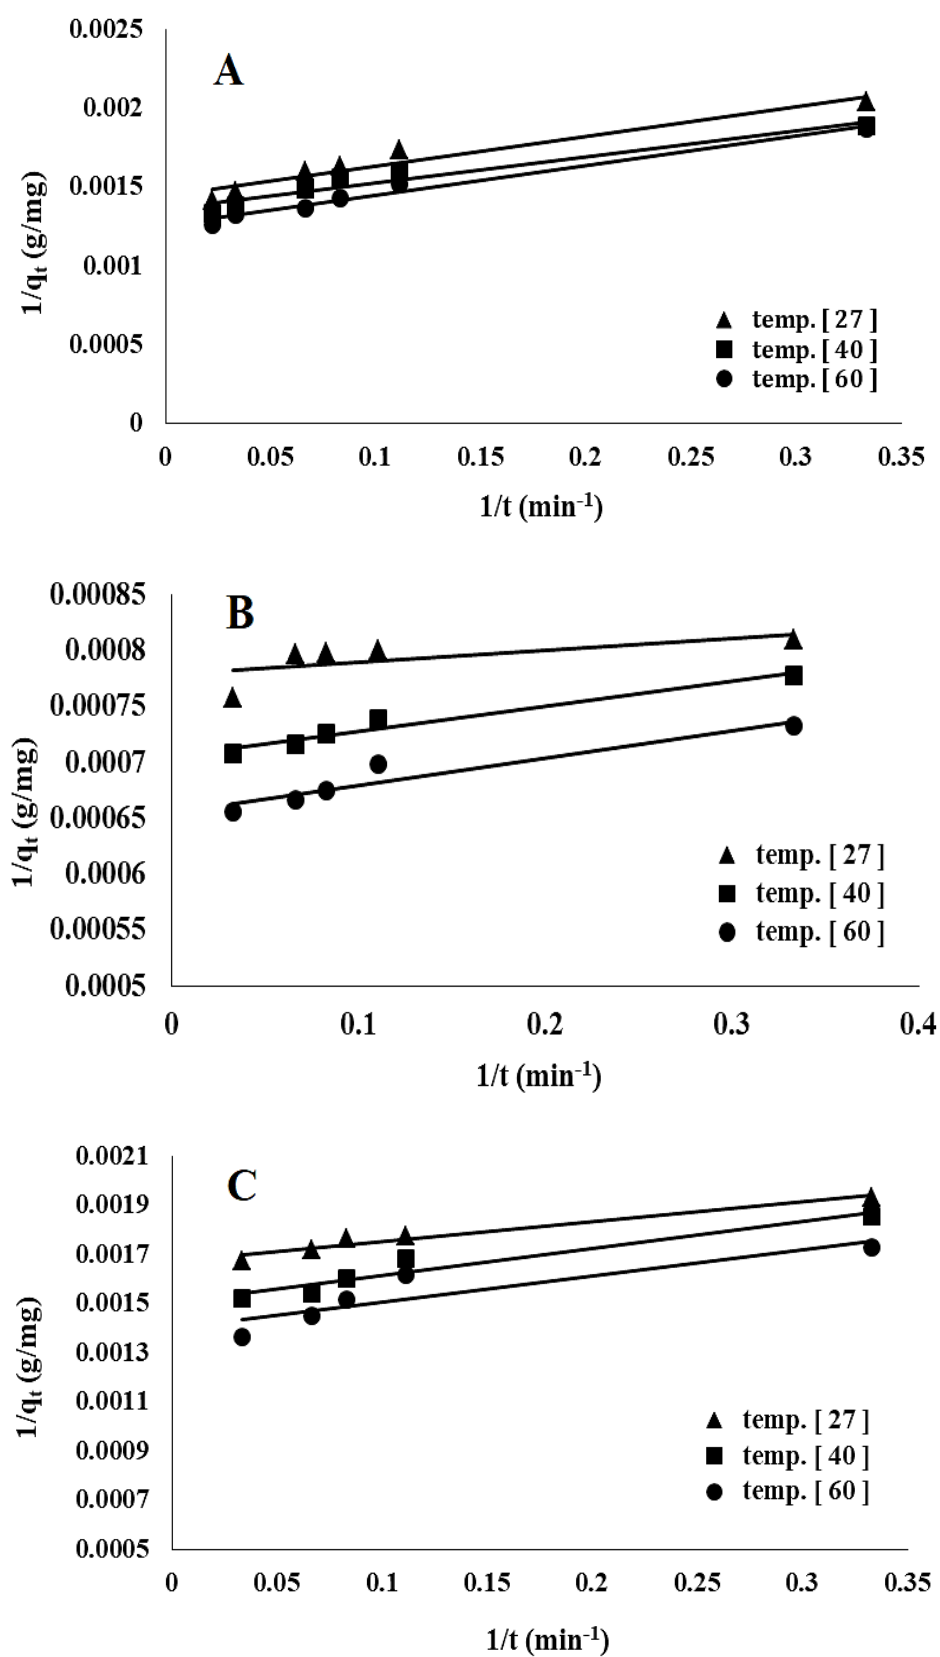 A
0.0025
0.002
0.0015
0.001
0.0005
0
1/qt (g/mg)
temp. [ 27 ]
temp. [ 40 ]
temp. [ 60 ]
0 0.05 0.1 0.15 0.2 0.25 0.3 0.35
1/t (min-1)
B
0.00085
0.0008
0.00075
0.0007
0.00065
0.0006
0.00055
0.0005
1/qt (g/mg)
temp. [ 27 ]
temp. [ 40 ]
temp. [ 60 ]
0 0.1 0.2 0.3 0.4
1/t (min-1)
C
0.0021
0.0019
0.0017
0.0015
0.0013
0.0011
0.0009
0.0007
0.0005
1/qt (g/mg)
temp. [ 27 ]
temp. [ 40 ]
temp. [ 60 ]
0 0.05 0.1 0.15 0.2 0.25 0.3 0.35
1/t (min-1)